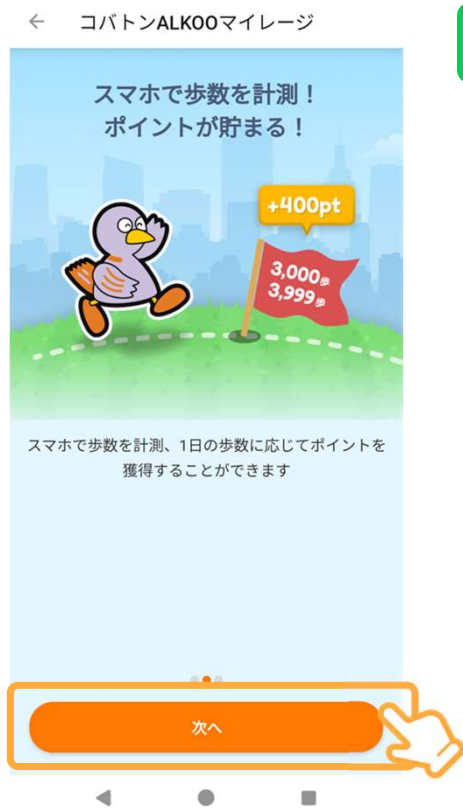 コバトンALKOOマイレージ
スマホで歩数を計測！
ポイントが貯まる！
+400pt
3,000歩
3,999歩
スマホで歩数を計測、1日の歩数に応じてポイントを
獲得することができます
次へ